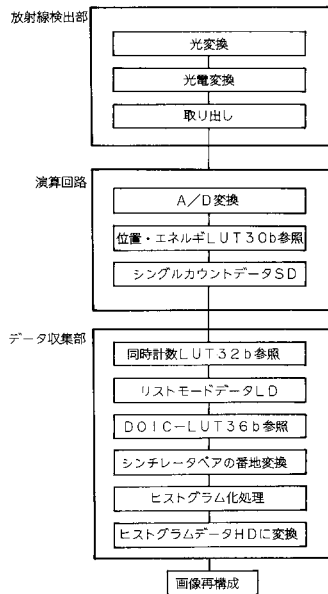 放射線検出部
光変換
光電変換
取り出し
演算回路
A/D変換
位置・エネルギLUT30b参照
シングルカウントデータSD
データ収集部
同時計数LUT32b参照
リストモードデータLD
DOIC-LUT36b参照
シンチレータペアの番地変換
ヒストグラム化処理
ヒストグラムデータHDに変換
画像再構成